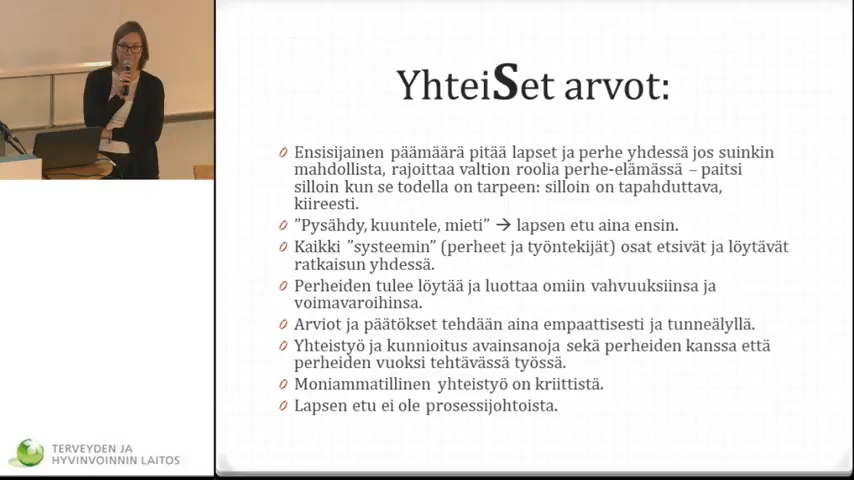 YhteiSet arvot:
Ensisijainen päämäärä pitää lapset ja perhe yhdessä jos suinkin
mahdollista, rajoittaa valtion roolia perhe-elämässä – paitsi
silloin kun se todella on tarpeen: silloin on tapahduttava,
kiireesti.
"Pysähdy, kuuntele, mieti" → lapsen etu aina ensin.
Kaikki "systeemin" (perheet ja työntekijät) osat etsivät ja löytävät
ratkaisun yhdessä.
Perheiden tulee löytää ja luottaa omiin vahvuuksiinsa ja
voimavaroihinsa.
Arviot ja päätökset tehdään aina empaattisesti ja tunneälyllä.
Yhteistyö ja kunnioitus avainsanoja sekä perheiden kanssa että
perheiden vuoksi tehtävässä työssä.
Moniammatillinen yhteistyö on kriittistä.
Lapsen etu ei ole prosessijohtoista.
TERVEYDEN JA
HYVINVOINNIN LAITOS